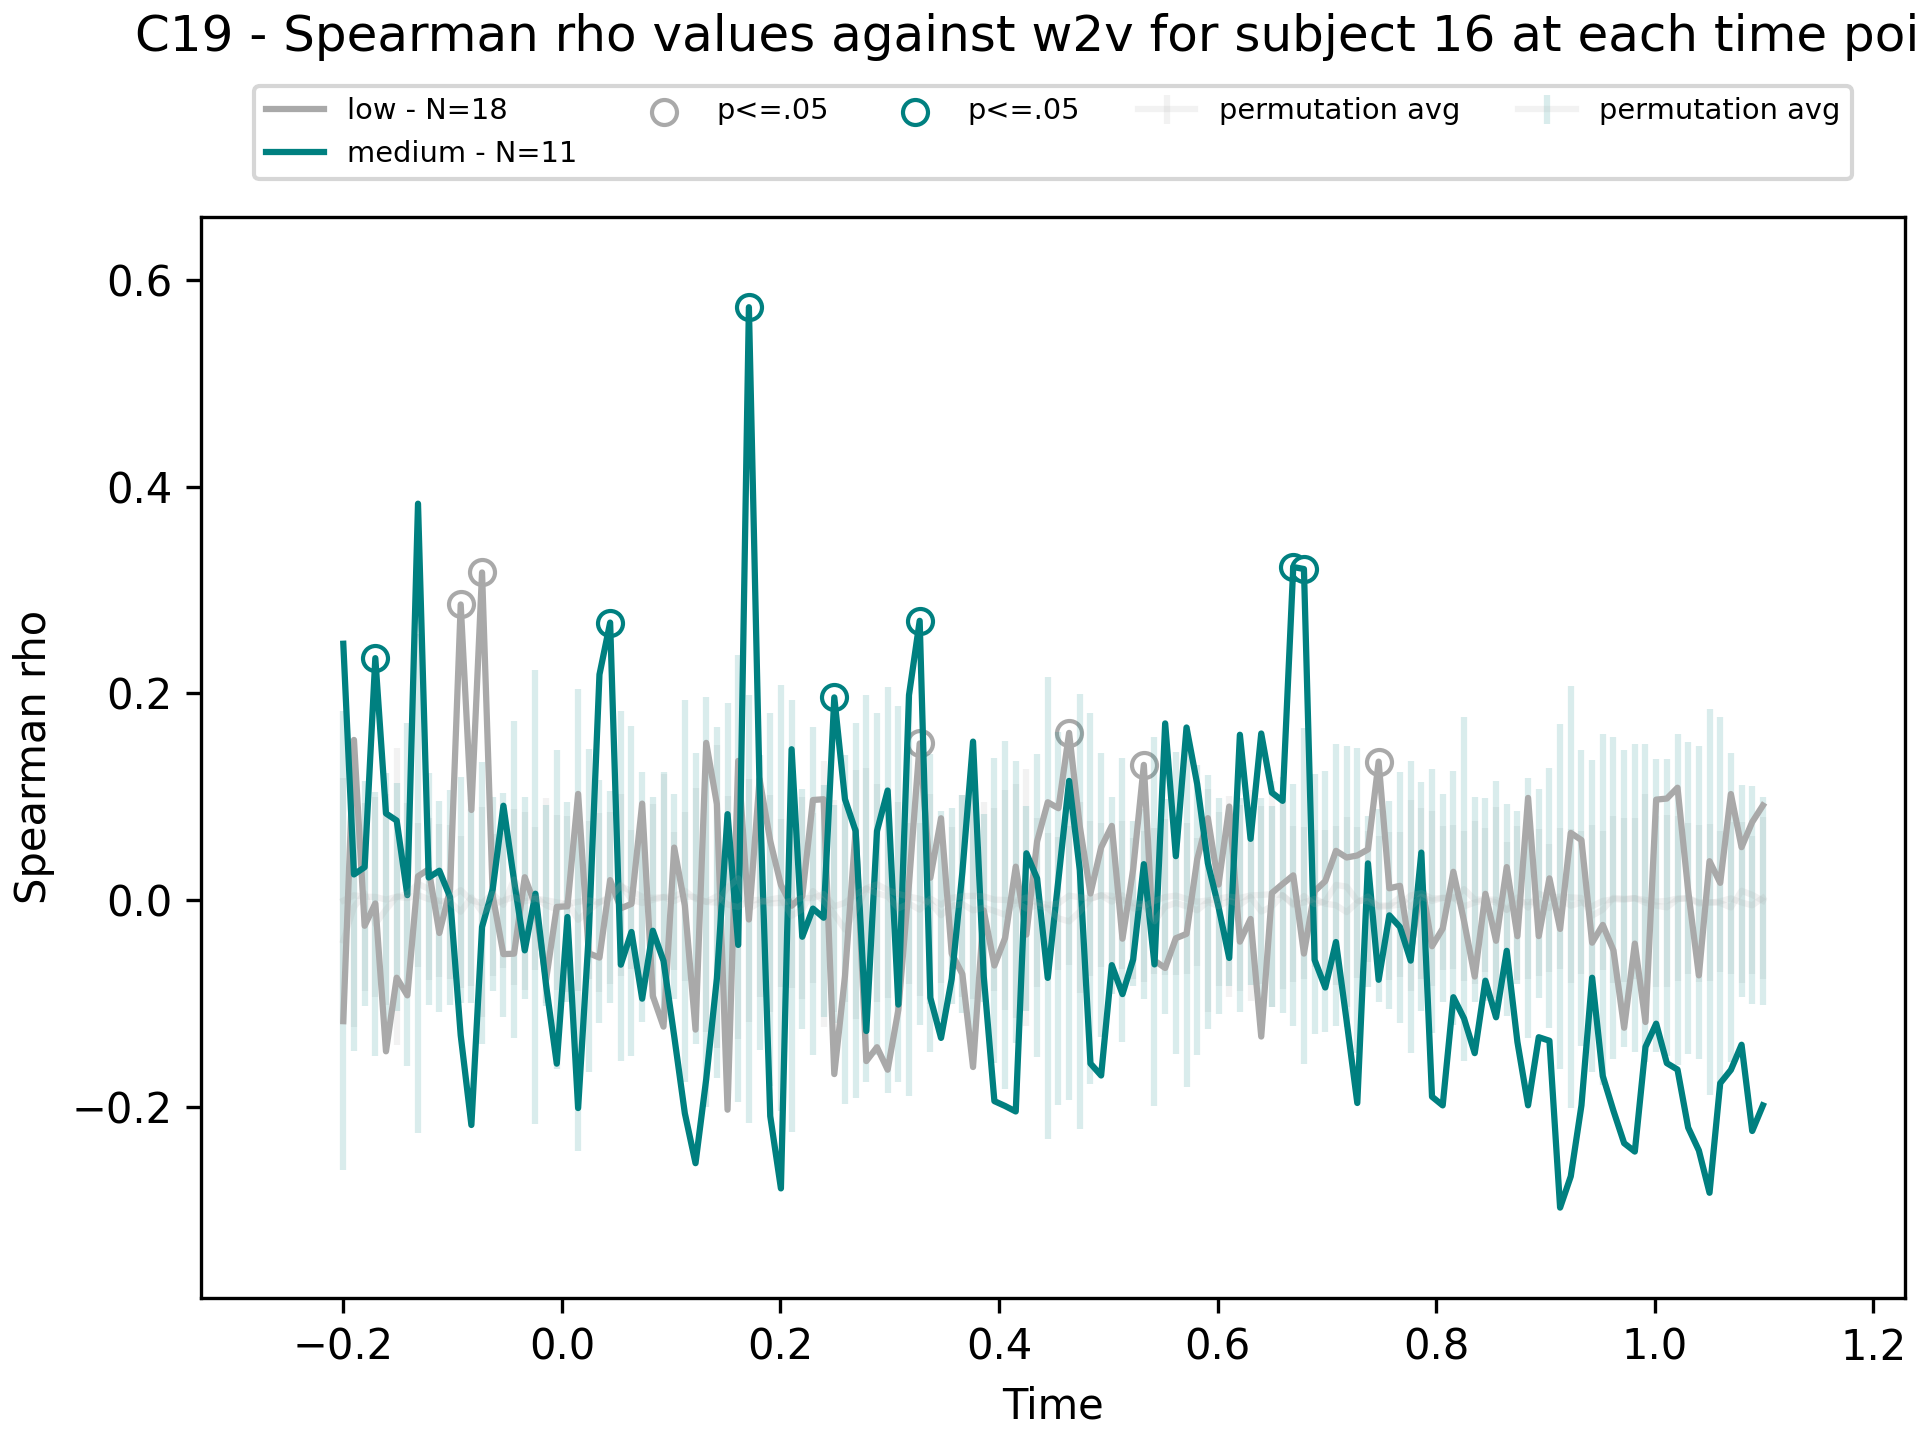 C19 - Spearman rho values against w2v for subject 16 at each time poi
low - N=18
medium - N=11
p<=.05
p<=.05
permutation avg
permutation avg
Spearman rho
0.6
0.4
0.2
0.0
−0.2
−0.2
0.0
0.2
0.4
0.6
0.8
1.0
1.2
Time